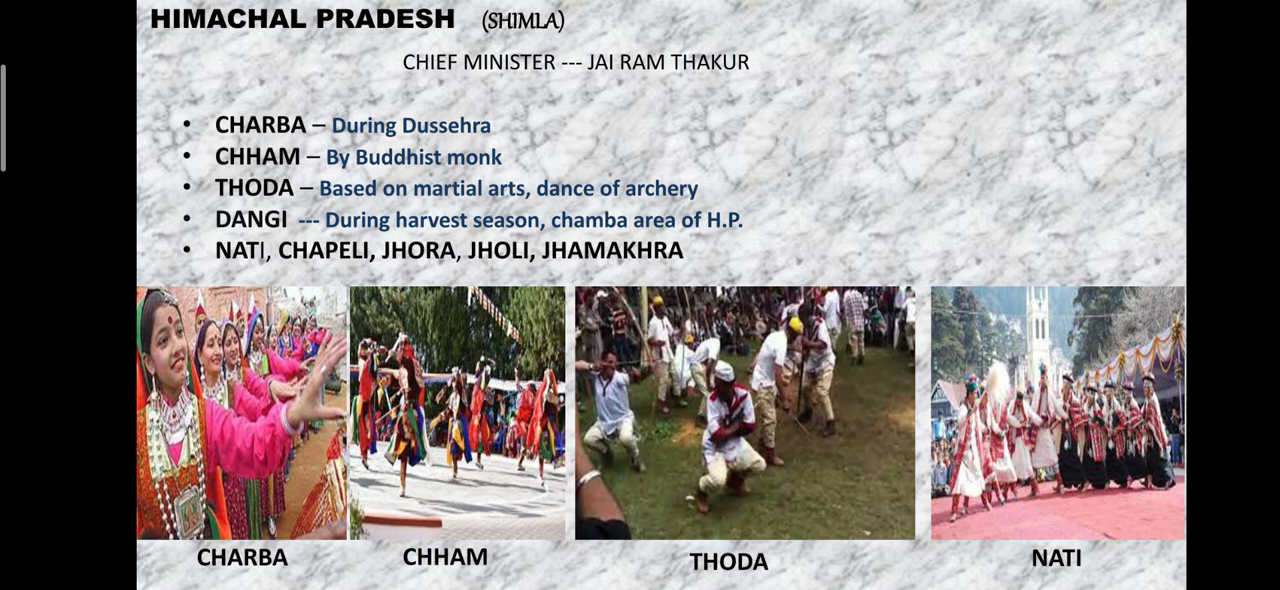 HIMACHAL PRADESH (SHIMLA)
CHIEF MINISTER --- JAI RAM THAKUR
• CHARBA – During Dussehra
• CHHAM – By Buddhist monk
• THODA – Based on martial arts, dance of archery
• DANGI --- During harvest season, chamba area of H.P.
• NATI, CHAPELI, JHORA, JHOLI, JHAMAKHRA
CHARBA CHHAM THODA NATI